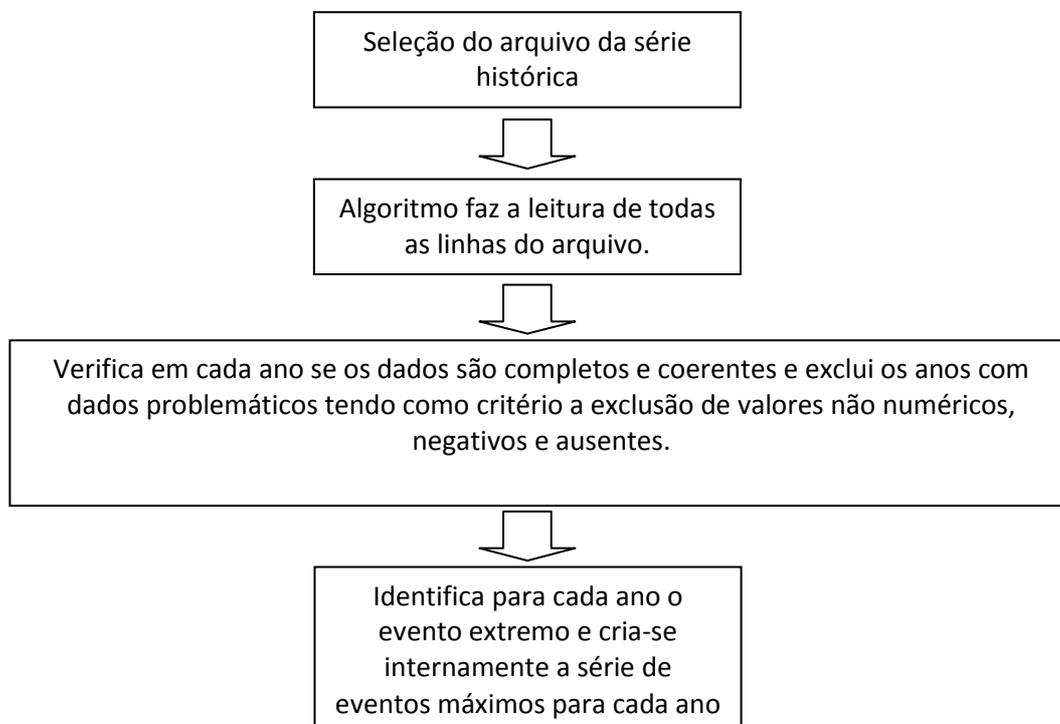 Seleção do arquivo da série
histórica
Algoritmo faz a leitura de todas
as linhas do arquivo.
Verifica em cada ano se os dados são completos e coerentes e exclui os anos com
dados problemáticos tendo como critério a exclusão de valores não numéricos,
negativos e ausentes.
Identifica para cada ano o
evento extremo e cria-se
internamente a série de
eventos máximos para cada ano